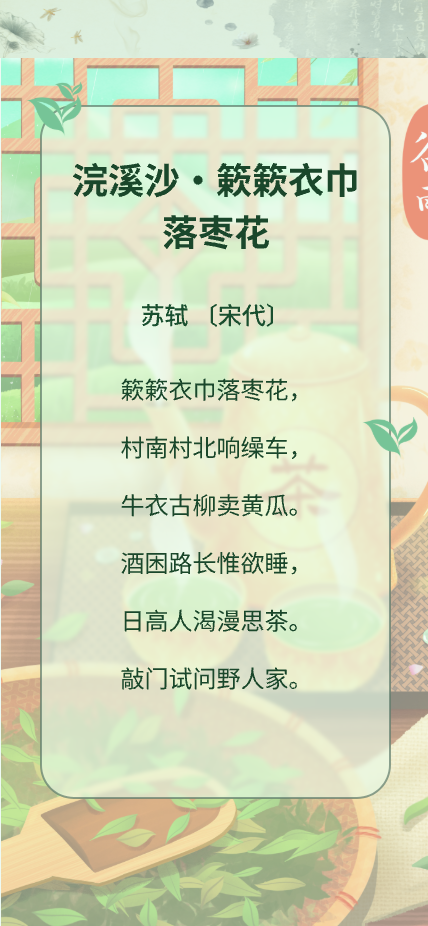 浣溪沙·簌簌衣巾
落枣花
苏轼 〔宋代〕
簌簌衣巾落枣花，
村南村北响缲车，
牛衣古柳卖黄瓜。
酒困路长惟欲睡，
日高人渴漫思茶。
敲门试问野人家。
茶